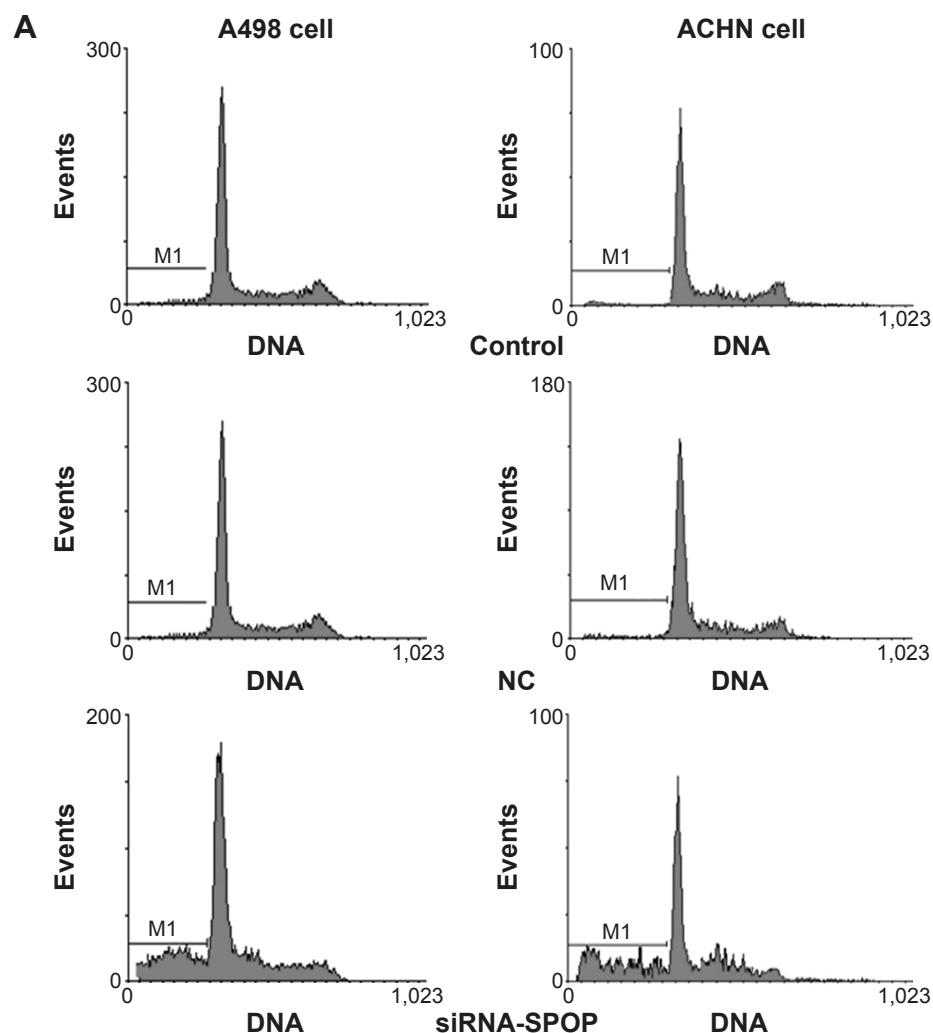 A
A498 cell
ACHN cell
300
Events
M1
0
0
1,023
DNA
100
Events
M1
0
0
1,023
DNA
Control
300
Events
M1
0
0
1,023
DNA
180
Events
M1
0
0
1,023
DNA
NC
200
Events
M1
0
0
1,023
DNA
100
Events
M1
0
0
1,023
DNA
siRNA-SPOP